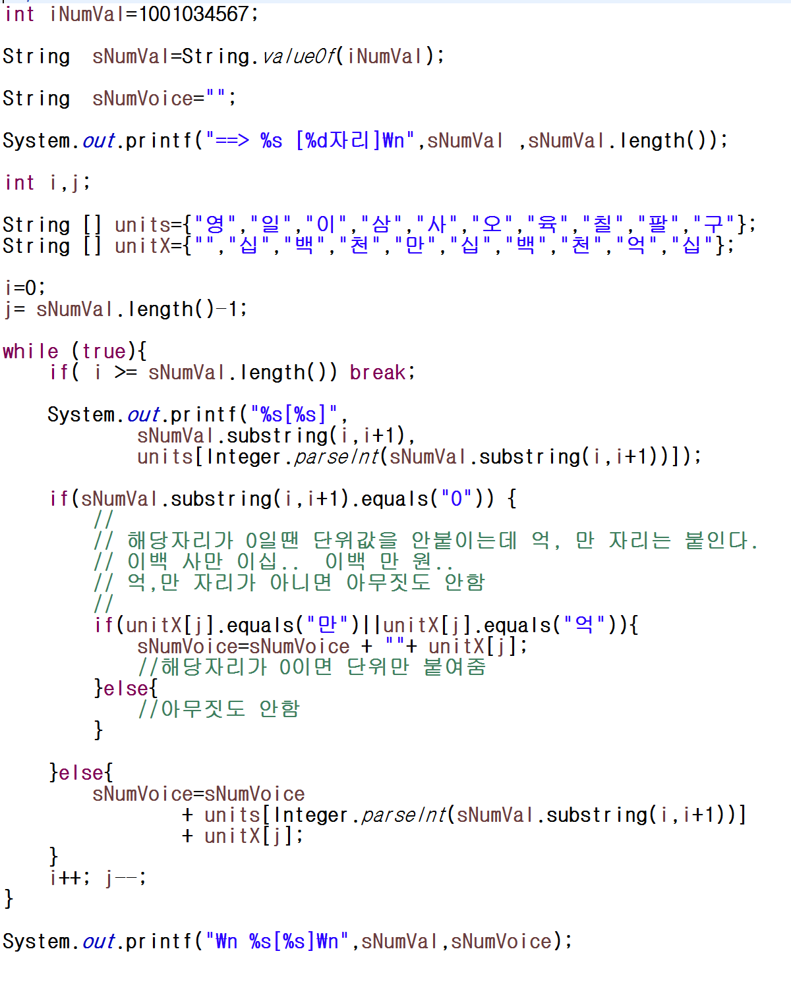 int iNumVal=1001034567;
String sNumVal=String.valueOf(iNumVal);
String sNumVoice="";
System.out.printf("==> %s [%d자리]₩n",sNumVal ,sNumVal.length());
int i,j;
String [] units={"영","일","이","삼","사","오","육","칠","팔","구"};
String [] unitX={"","십","백","천","만","십","백","천","억","십"};
i=0;
j= sNumVal.length()-1;
while (true){
if( i >= sNumVal.length()) break;
System.out.printf("%s[%s]",
sNumVal.substring(i,i+1),
units[Integer.parseInt(sNumVal.substring(i,i+1))]);
if(sNumVal.substring(i,i+1).equals("0")) {
//
// 해당자리가 0일땐 단위값을 안붙이는데 억, 만 자리는 붙인다.
// 이백 사만 이십.. 이백 만 원..
// 억,만 자리가 아니면 아무짓도 안함
//
if(unitX[j].equals("만")||unitX[j].equals("억")){
sNumVoice=sNumVoice + ""+ unitX[j];
//해당자리가 0이면 단위만 붙여줌
}else{
//아무짓도 안함
}
}else{
sNumVoice=sNumVoice
+ units[Integer.parseInt(sNumVal.substring(i,i+1))]
+ unitX[j];
}
i++; j--;
}
System.out.printf("₩n %s[%s]₩n",sNumVal,sNumVoice);